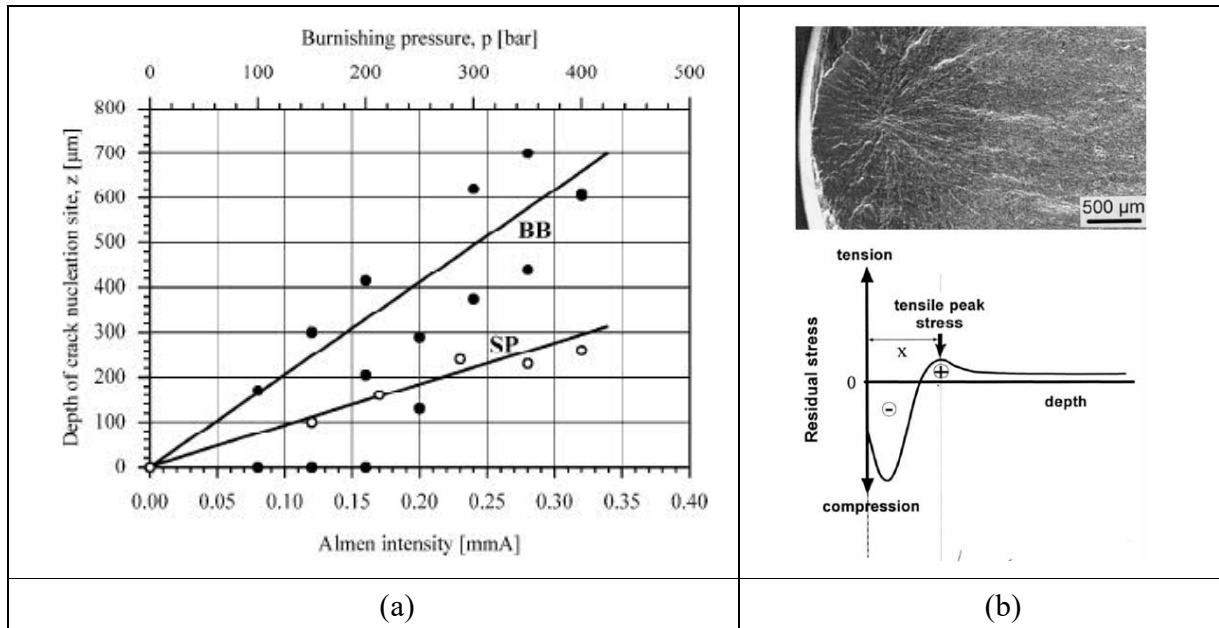 Burnishing pressure, p [bar]
0 100 200 300 400 500
Depth of crack nucleation site, z [µm]
800
700
600
500
400
300
200
100
0
BB
SP
0.00 0.05 0.10 0.15 0.20 0.25 0.30 0.35 0.40
Almen intensity [mmA]
(a)
500 µm
tension
tensile peak
stress
x
+
Residual stress
0
-
depth
compression
(b)